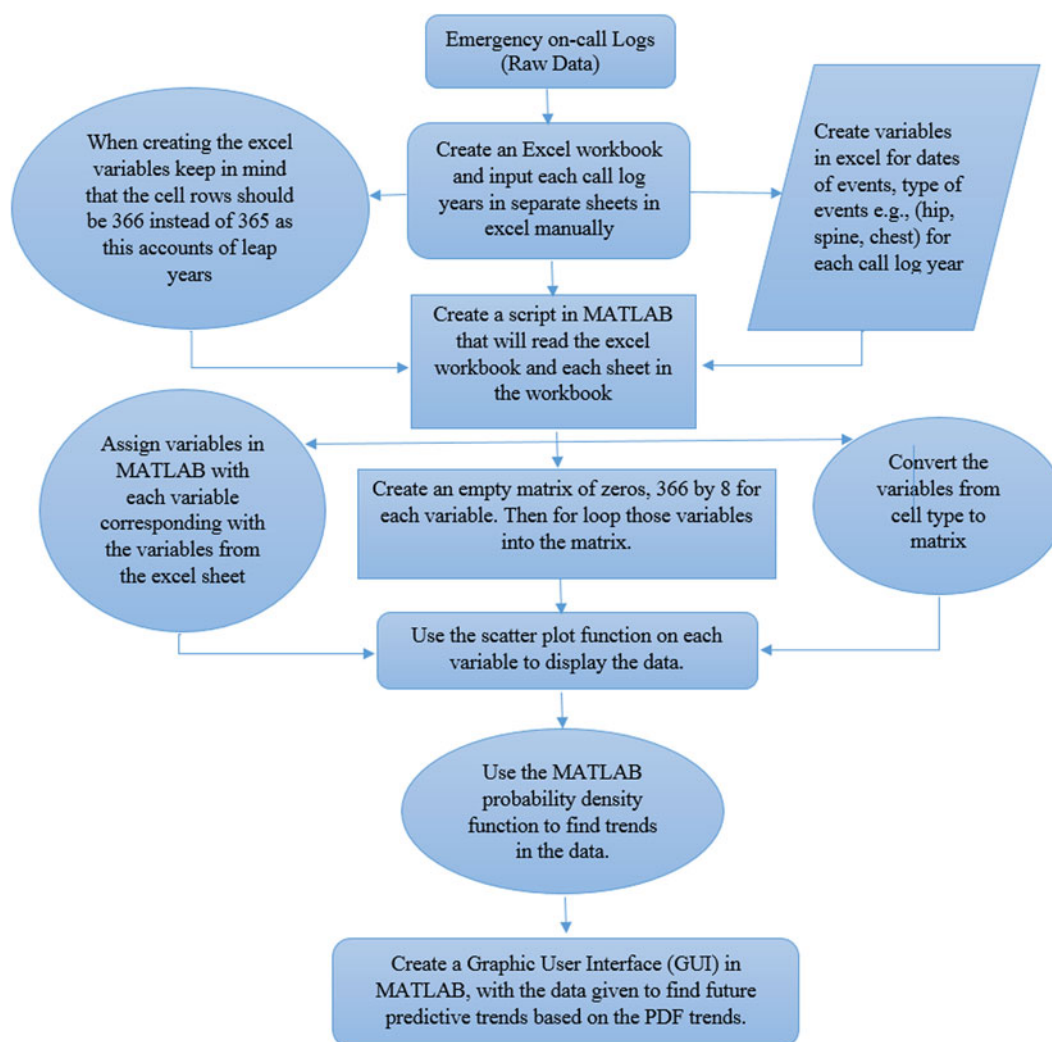 Emergency on-call Logs
(Raw Data)
When creating the excel
variables keep in mind
that the cell rows should
be 366 instead of 365 as
this accounts of leap
years
Create an Excel workbook
and input each call log
years in separate sheets in
excel manually
Create variables
in excel for dates
of events, type of
events e.g., (hip,
spine, chest) for
each call log year
Create a script in MATLAB
that will read the excel
workbook and each sheet in
the workbook
Assign variables in
MATLAB with
each variable
corresponding with
the variables from
the excel sheet
Create an empty matrix of zeros, 366 by 8 for
each variable. Then for loop those variables
into the matrix.
Convert the
variables from
cell type to
matrix
Use the scatter plot function on each
variable to display the data.
Use the MATLAB
probability density
function to find trends
in the data.
Create a Graphic User Interface (GUI) in
MATLAB, with the data given to find future
predictive trends based on the PDF trends.